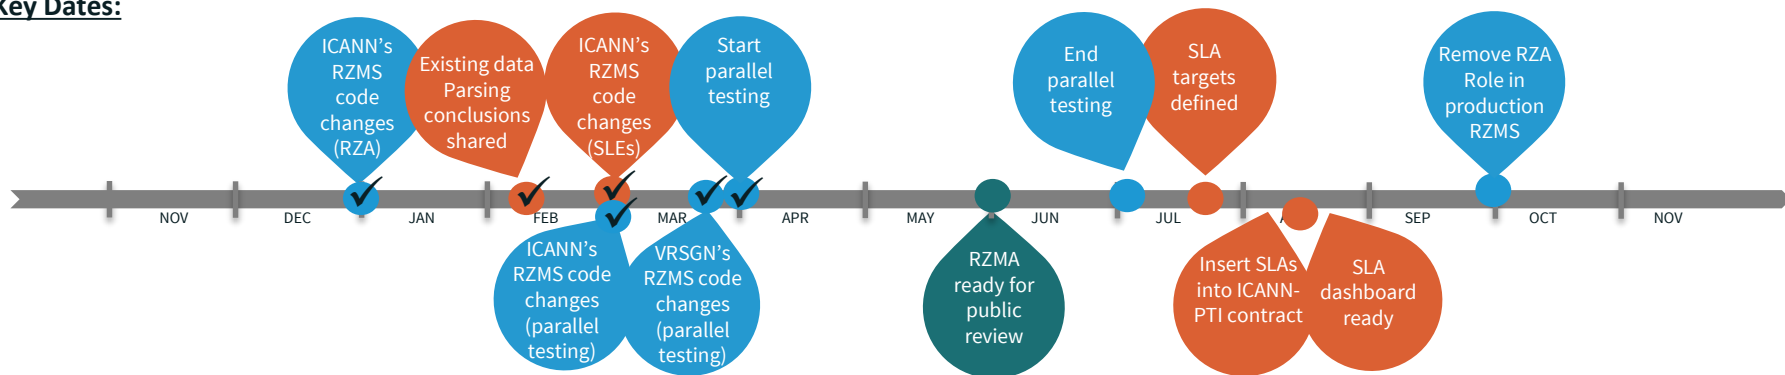 Key Dates:
ICANN's
RZMS
code
changes
(RZA)
Existing data
Parsing
conclusions
shared
ICANN's
RZMS
code
changes
(SLEs)
Start
parallel
testing
End
parallel
testing
SLA
targets
defined
Remove RZA
Role in
production
RZMS
NOV DEC JAN FEB MAR APR MAY JUN JUL SEP OCT NOV
ICANN's
RZMS code
changes
(parallel
testing)
VRSGN's
RZMS code
changes
(parallel
testing)
RZMA
ready for
public
review
Insert SLAs
into ICANN-
PTI contract
SLA
dashboard
ready